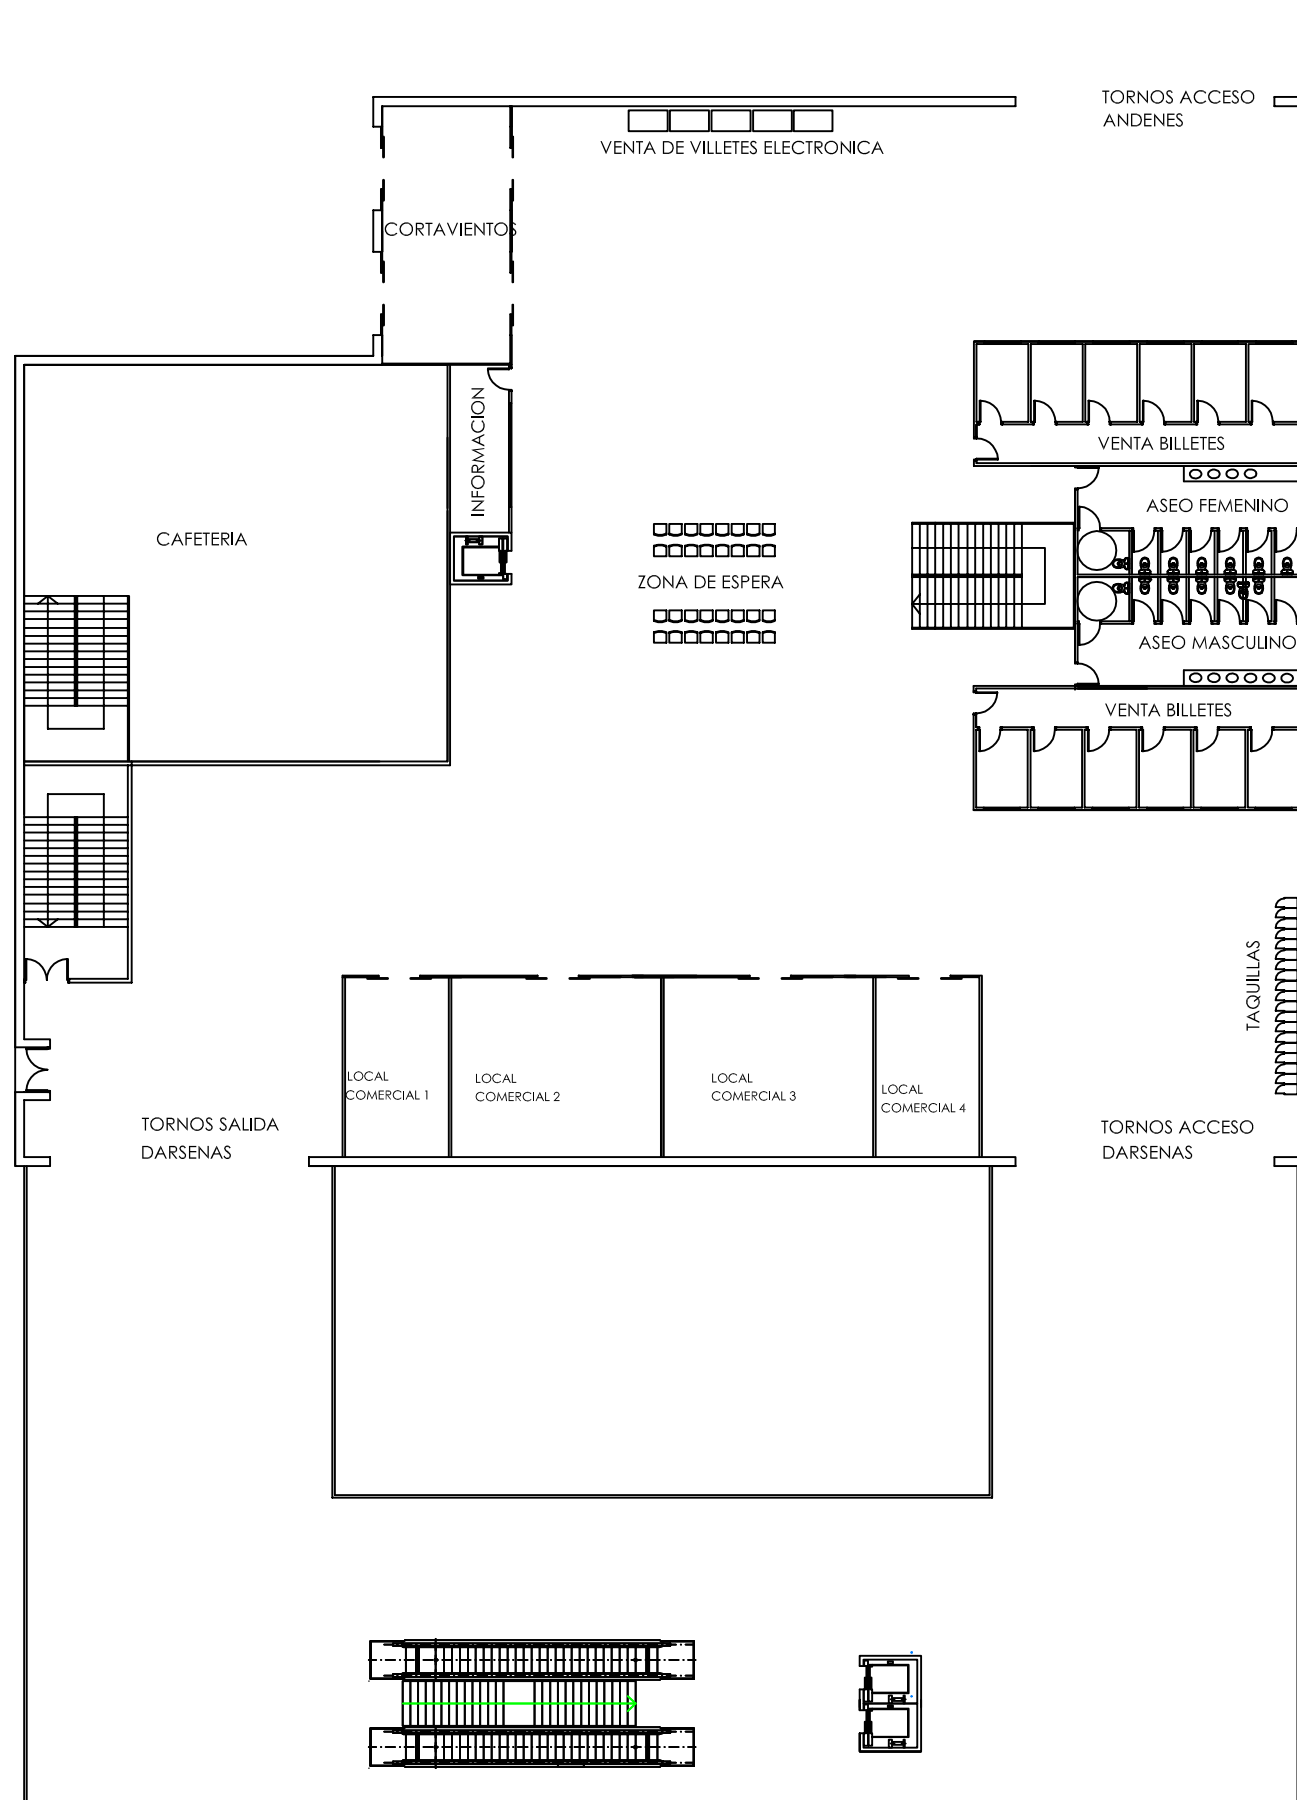 TORNOS ACCESO
ANDENES
VENTA DE VILLETES ELECTRONICA
CORTAVIENTOS
INFORMACION
VENTA BILLETES
ASEO FEMENINO
CAFETERIA
ZONA DE ESPERA
ASEO MASCULINO
VENTA BILLETES
TAQUILLAS
LOCAL
COMERCIAL 1
LOCAL
COMERCIAL 2
LOCAL
COMERCIAL 3
LOCAL
COMERCIAL 4
TORNOS SALIDA
DARSENAS
TORNOS ACCESO
DARSENAS